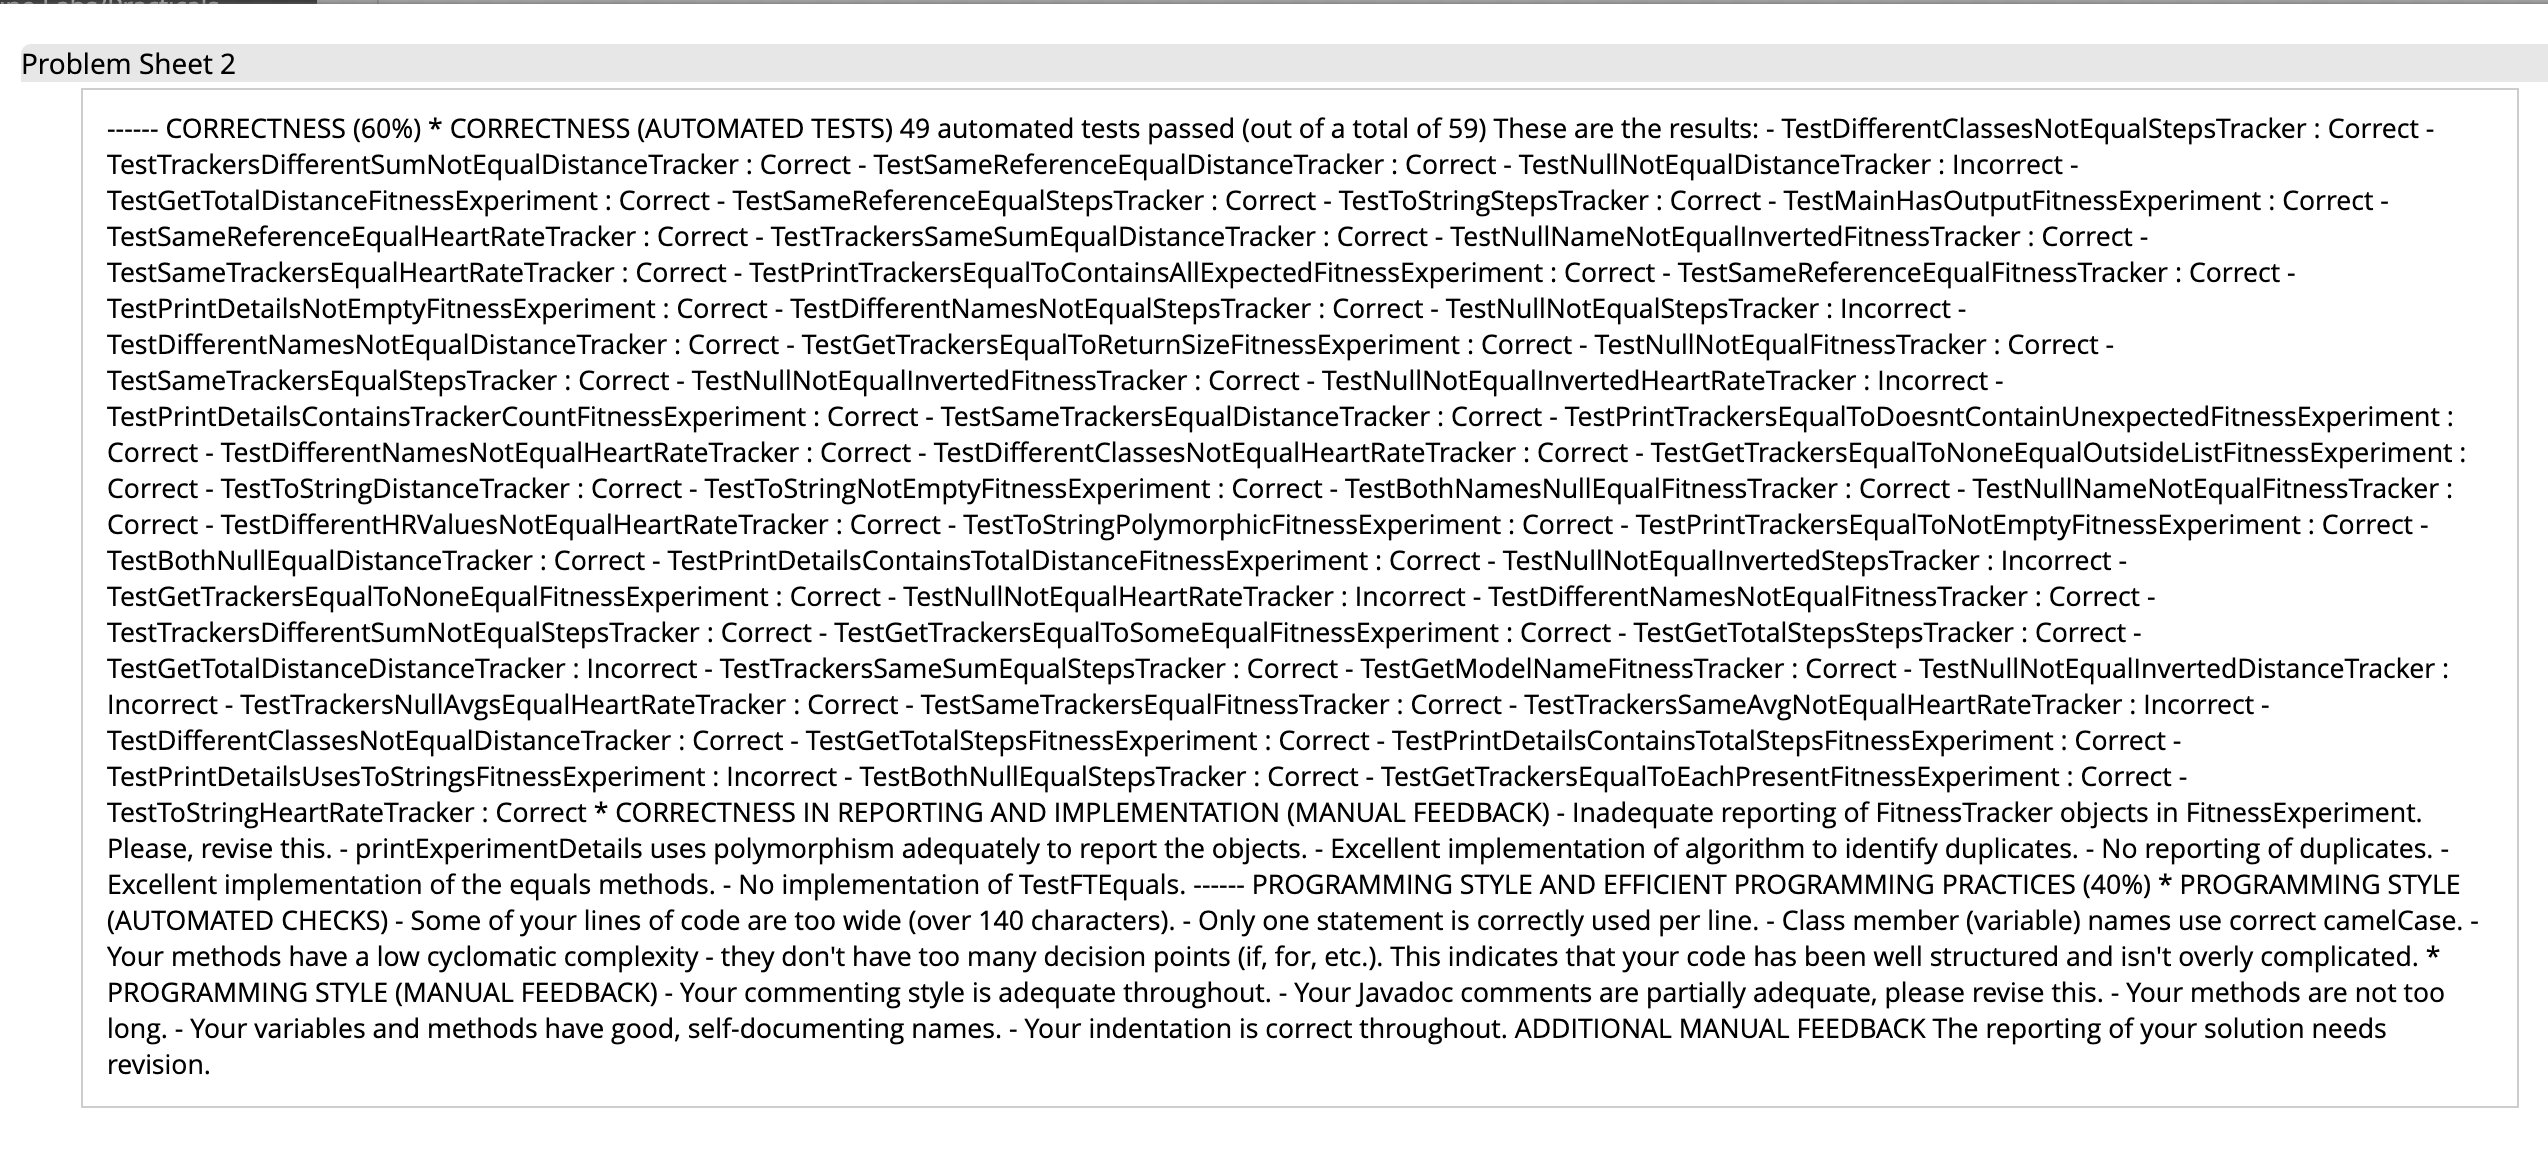 Problem Sheet 2
------ CORRECTNESS (60%) * CORRECTNESS (AUTOMATED TESTS) 49 automated tests passed (out of a total of 59) These are the results: - TestDifferentClassesNotEqualStepsTracker : Correct -
TestTrackersDifferentSumNotEqualDistanceTracker : Correct - TestSameReferenceEqualDistanceTracker : Correct - TestNullNotEqualDistanceTracker : Incorrect -
TestGetTotalDistanceFitnessExperiment : Correct - TestSameReferenceEqualStepsTracker : Correct - TestToStringStepsTracker : Correct - TestMainHasOutputFitnessExperiment : Correct -
TestSameReferenceEqualHeartRateTracker : Correct - TestTrackersSameSumEqualDistanceTracker : Correct - TestNullNameNotEqualInvertedFitnessTracker : Correct -
TestSameTrackersEqualHeartRateTracker : Correct - TestPrintTrackersEqualToContainsAllExpectedFitnessExperiment : Correct - TestSameReferenceEqualFitnessTracker : Correct -
TestPrintDetailsNotEmptyFitnessExperiment : Correct - TestDifferentNamesNotEqualStepsTracker : Correct - TestNullNotEqualStepsTracker : Incorrect -
TestDifferentNamesNotEqualDistanceTracker : Correct - TestGetTrackersEqualToReturnSizeFitnessExperiment : Correct - TestNullNotEqualFitnessTracker : Correct -
TestSameTrackersEqualStepsTracker : Correct - TestNullNotEqualInvertedFitnessTracker : Correct - TestNullNotEqualInvertedHeartRateTracker : Incorrect -
TestPrintDetailsContainsTrackerCountFitnessExperiment : Correct - TestSameTrackersEqualDistanceTracker : Correct - TestPrintTrackersEqualToDoesntContainUnexpectedFitnessExperiment :
Correct - TestDifferentNamesNotEqualHeartRateTracker : Correct - TestDifferentClassesNotEqualHeartRateTracker : Correct - TestGetTrackersEqualToNoneEqualOutsideListFitnessExperiment :
Correct - TestToStringDistanceTracker : Correct - TestToStringNotEmptyFitnessExperiment : Correct - TestBothNamesNullEqualFitnessTracker : Correct - TestNullNameNotEqualFitnessTracker :
Correct - TestDifferentHRValuesNotEqualHeartRateTracker : Correct - TestToStringPolymorphicFitnessExperiment : Correct - TestPrintTrackersEqualToNotEmptyFitnessExperiment : Correct -
TestBothNullEqualDistanceTracker : Correct - TestPrintDetailsContainsTotalDistanceFitnessExperiment : Correct - TestNullNotEqualInvertedStepsTracker : Incorrect -
TestGetTrackersEqualToNoneEqualFitnessExperiment : Correct - TestNullNotEqualHeartRateTracker : Incorrect - TestDifferentNamesNotEqualFitnessTracker : Correct -
TestTrackersDifferentSumNotEqualStepsTracker : Correct - TestGetTrackersEqualToSomeEqualFitnessExperiment : Correct - TestGetTotalStepsStepsTracker : Correct -
TestGetTotalDistanceDistanceTracker : Incorrect - TestTrackersSameSumEqualStepsTracker : Correct - TestGetModelNameFitnessTracker : Correct - TestNullNotEqualInvertedDistanceTracker :
Incorrect - TestTrackersNullAvgsEqualHeartRateTracker : Correct - TestSameTrackersEqualFitnessTracker : Correct - TestTrackersSameAvgNotEqualHeartRateTracker : Incorrect -
TestDifferentClassesNotEqualDistanceTracker : Correct - TestGetTotalStepsFitnessExperiment : Correct - TestPrintDetailsContainsTotalStepsFitnessExperiment : Correct -
TestPrintDetailsUsesToStringsFitnessExperiment : Incorrect - TestBothNullEqualStepsTracker : Correct - TestGetTrackersEqualToEachPresentFitnessExperiment : Correct -
TestToStringHeartRateTracker : Correct * CORRECTNESS IN REPORTING AND IMPLEMENTATION (MANUAL FEEDBACK) - Inadequate reporting of FitnessTracker objects in FitnessExperiment.
Please, revise this. - printExperimentDetails uses polymorphism adequately to report the objects. - Excellent implementation of algorithm to identify duplicates. - No reporting of duplicates. -
Excellent implementation of the equals methods. - No implementation of TestFTEquals. ------ PROGRAMMING STYLE AND EFFICIENT PROGRAMMING PRACTICES (40%) * PROGRAMMING STYLE
(AUTOMATED CHECKS) - Some of your lines of code are too wide (over 140 characters). - Only one statement is correctly used per line. - Class member (variable) names use correct camelCase. -
Your methods have a low cyclomatic complexity - they don't have too many decision points (if, for, etc.). This indicates that your code has been well structured and isn't overly complicated. *
PROGRAMMING STYLE (MANUAL FEEDBACK) - Your commenting style is adequate throughout. - Your Javadoc comments are partially adequate, please revise this. - Your methods are not too
long. - Your variables and methods have good, self-documenting names. - Your indentation is correct throughout. ADDITIONAL MANUAL FEEDBACK The reporting of your solution needs
revision.